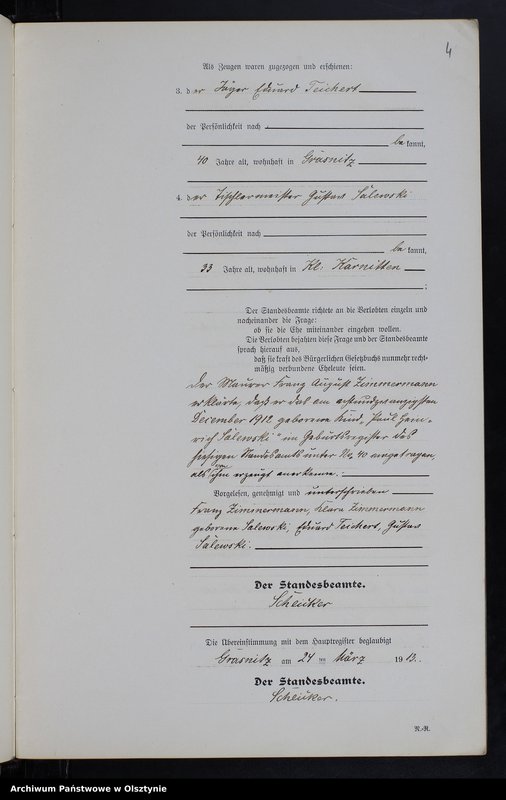 4
Als Zeugen waren zugezogen und erschienen:
3. der Jäger Eduard Teichert
der Persönlichkeit nach
bekannt,
40 Jahre alt, wohnhaft in Grasnitz
4. der Tischlermeister Gustav Salewski
der Persönlichkeit nach
bekannt,
33 Jahre alt, wohnhaft in Kl: Karnitten
;
Der Standesbeamte richtete an die Verlobten einzeln und
nacheinander die Frage:
ob sie die Ehe miteinander eingehen wollen.
Die Verlobten bejahten diese Frage und der Standesbeamte
sprach hierauf aus,
daß sie kraft des Bürgerlichen Gesetzbuchs nunmehr recht-
mäßig verbundene Eheleute seien.
Der Maurer Franz August Zimmermann
erklärte, daß er das am achtundzwanzigsten
December 1912 geborene Kind „Paul Hein-
rich Salewski" im Geburtsregister des
hiesigen Standesamts unter No 40 eingetragen,
als von ihm erzeugt anerkenne.
Vorgelesen, genehmigt und unterschrieben
Franz Zimmermann, Klara Zimmermann
geborene Salewski, Eduard Teichert, Gustav
Salewski.
Der Standesbeamte.
Scheuker
Die Übereinstimmung mit dem Hauptregister beglaubigt
Grasnitz am 24 ten März 1913.
Der Standesbeamte.
Scheuker.
N.-R.
Archiwum Państwowe w Olsztynie